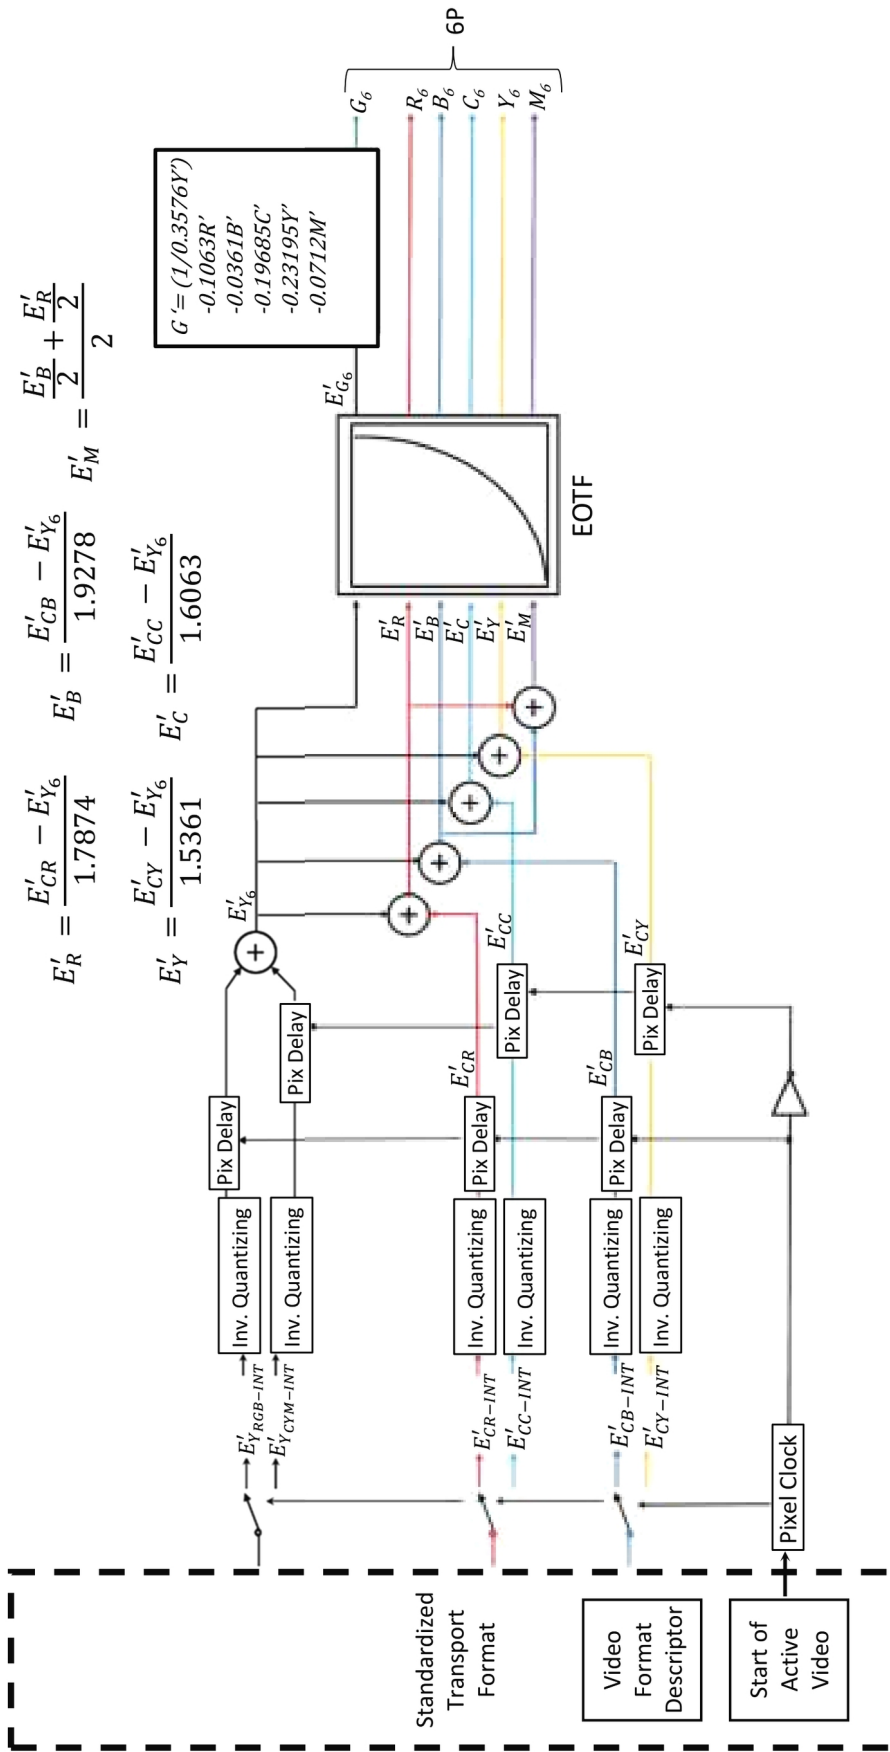 E′R = (E′CR − E′Y6) / 1.7874
E′B = (E′CB − E′Y6) / 1.9278
E′M = (E′B/2 + E′R/2) / 2
E′Y = (E′CY − E′Y6) / 1.5361
E′C = (E′CC − E′Y6) / 1.6063
G‘= (1/0.3576Y’)
-0.1063R’
-0.0361B’
-0.19685C’
-0.23195Y’
-0.0712M’
Standardized
Transport
Format
Video
Format
Descriptor
Start of
Active
Video
Pixel Clock
E′YRGB−INT
E′YCYM−INT
E′CR−INT
E′CC−INT
E′CB−INT
E′CY−INT
Inv. Quantizing
Inv. Quantizing
Inv. Quantizing
Inv. Quantizing
Inv. Quantizing
Inv. Quantizing
Pix Delay
Pix Delay
Pix Delay
Pix Delay
Pix Delay
Pix Delay
E′CR
E′CC
E′CB
E′CY
+
E′Y6
+
+
+
+
+
E′R
E′B
E′C
E′Y
E′M
EOTF
E′G6
G6
R6
B6
C6
Y6
M6
6P